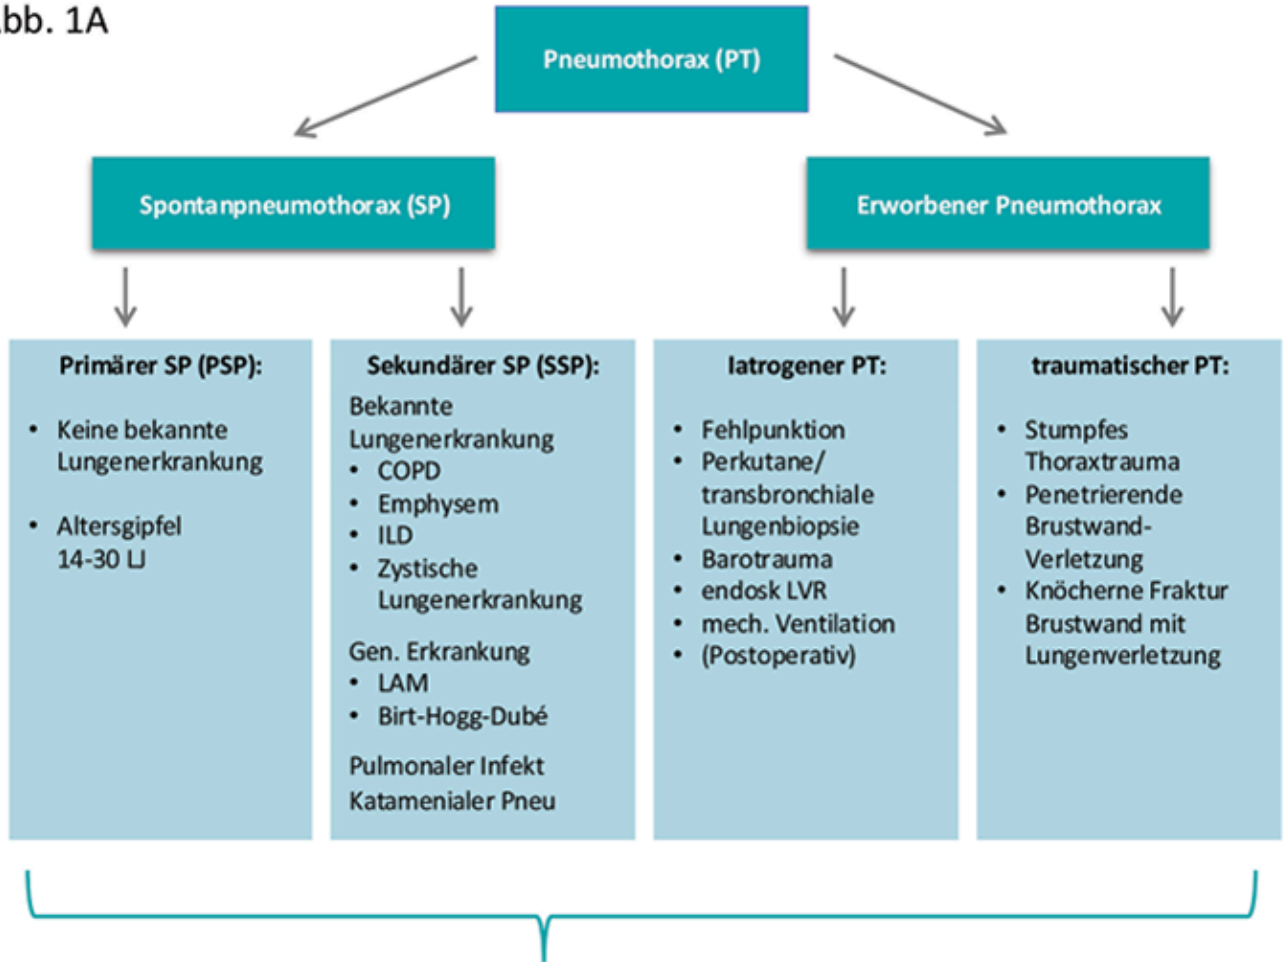 bb. 1A
Pneumothorax (PT)
Spontanpneumothorax (SP)
Erworbener Pneumothorax
Primärer SP (PSP):
• Keine bekannte
Lungenerkrankung
• Altersgipfel
14-30 LJ
Sekundärer SP (SSP):
Bekannte
Lungenerkrankung
• COPD
• Emphysem
• ILD
• Zystische
Lungenerkrankung
Gen. Erkrankung
• LAM
• Birt-Hogg-Dubé
Pulmonaler Infekt
Katamenialer Pneu
Iatrogener PT:
• Fehlpunktion
• Perkutane/
transbronchiale
Lungenbiopsie
• Barotrauma
• endosk LVR
• mech. Ventilation
• (Postoperativ)
traumatischer PT:
• Stumpfes
Thoraxtrauma
• Penetrierende
Brustwand-
Verletzung
• Knöcherne Fraktur
Brustwand mit
Lungenverletzung